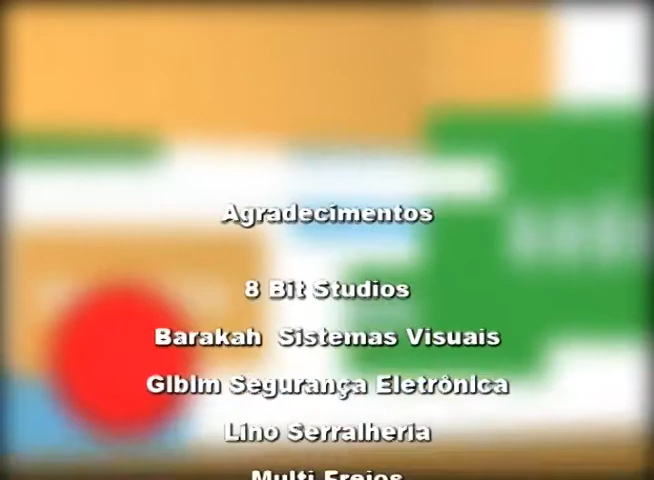 Agradecimentos
8 Bit Studios
Barakah Sistemas Visuais
Gibim Segurança Eletrônica
Lino Serralheria
Multi Freios